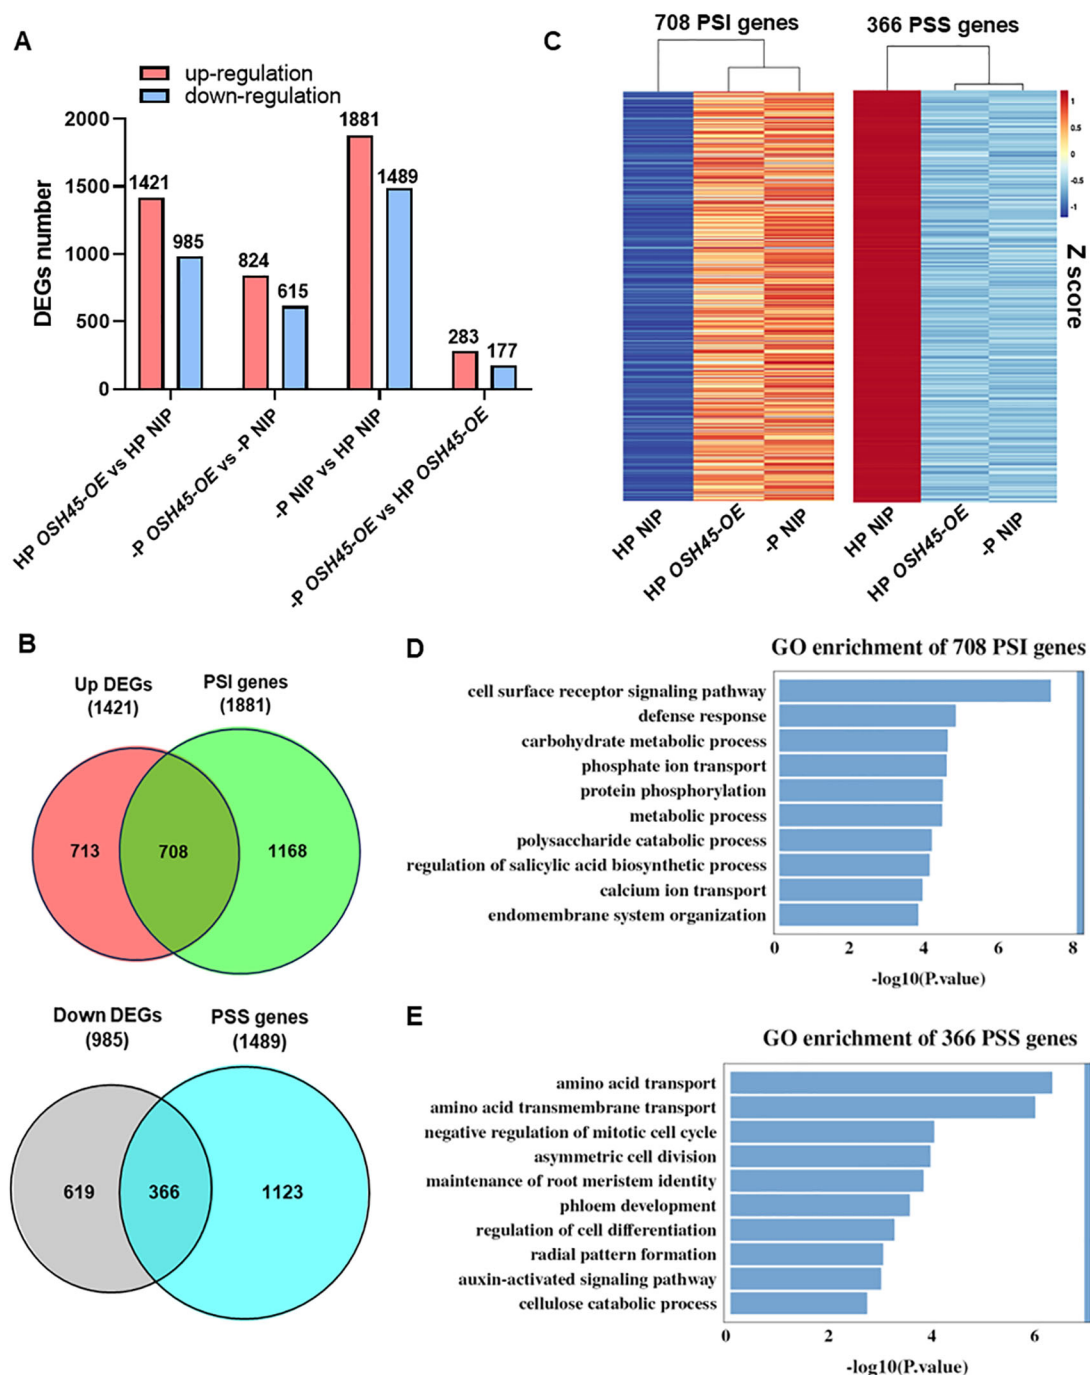 A
up-regulation
down-regulation
DEGs number
2000
1500
1000
500
0
1421
985
824
615
1881
1489
283
177
HP OSH45-OE vs HP NIP
-P OSH45-OE vs -P NIP
-P NIP vs HP NIP
-P OSH45-OE vs HP OSH45-OE
C
708 PSI genes
366 PSS genes
1
0.5
0
-0.5
-1
Z score
HP NIP
HP OSH45-OE
-P NIP
HP NIP
HP OSH45-OE
-P NIP
B
Up DEGs
(1421)
PSI genes
(1881)
713
708
1168
Down DEGs
(985)
PSS genes
(1489)
619
366
1123
D
GO enrichment of 708 PSI genes
cell surface receptor signaling pathway
defense response
carbohydrate metabolic process
phosphate ion transport
protein phosphorylation
metabolic process
polysaccharide catabolic process
regulation of salicylic acid biosynthetic process
calcium ion transport
endomembrane system organization
0 2 4 6 8
-log10(P.value)
E
GO enrichment of 366 PSS genes
amino acid transport
amino acid transmembrane transport
negative regulation of mitotic cell cycle
asymmetric cell division
maintenance of root meristem identity
phloem development
regulation of cell differentiation
radial pattern formation
auxin-activated signaling pathway
cellulose catabolic process
0 2 4 6
-log10(P.value)